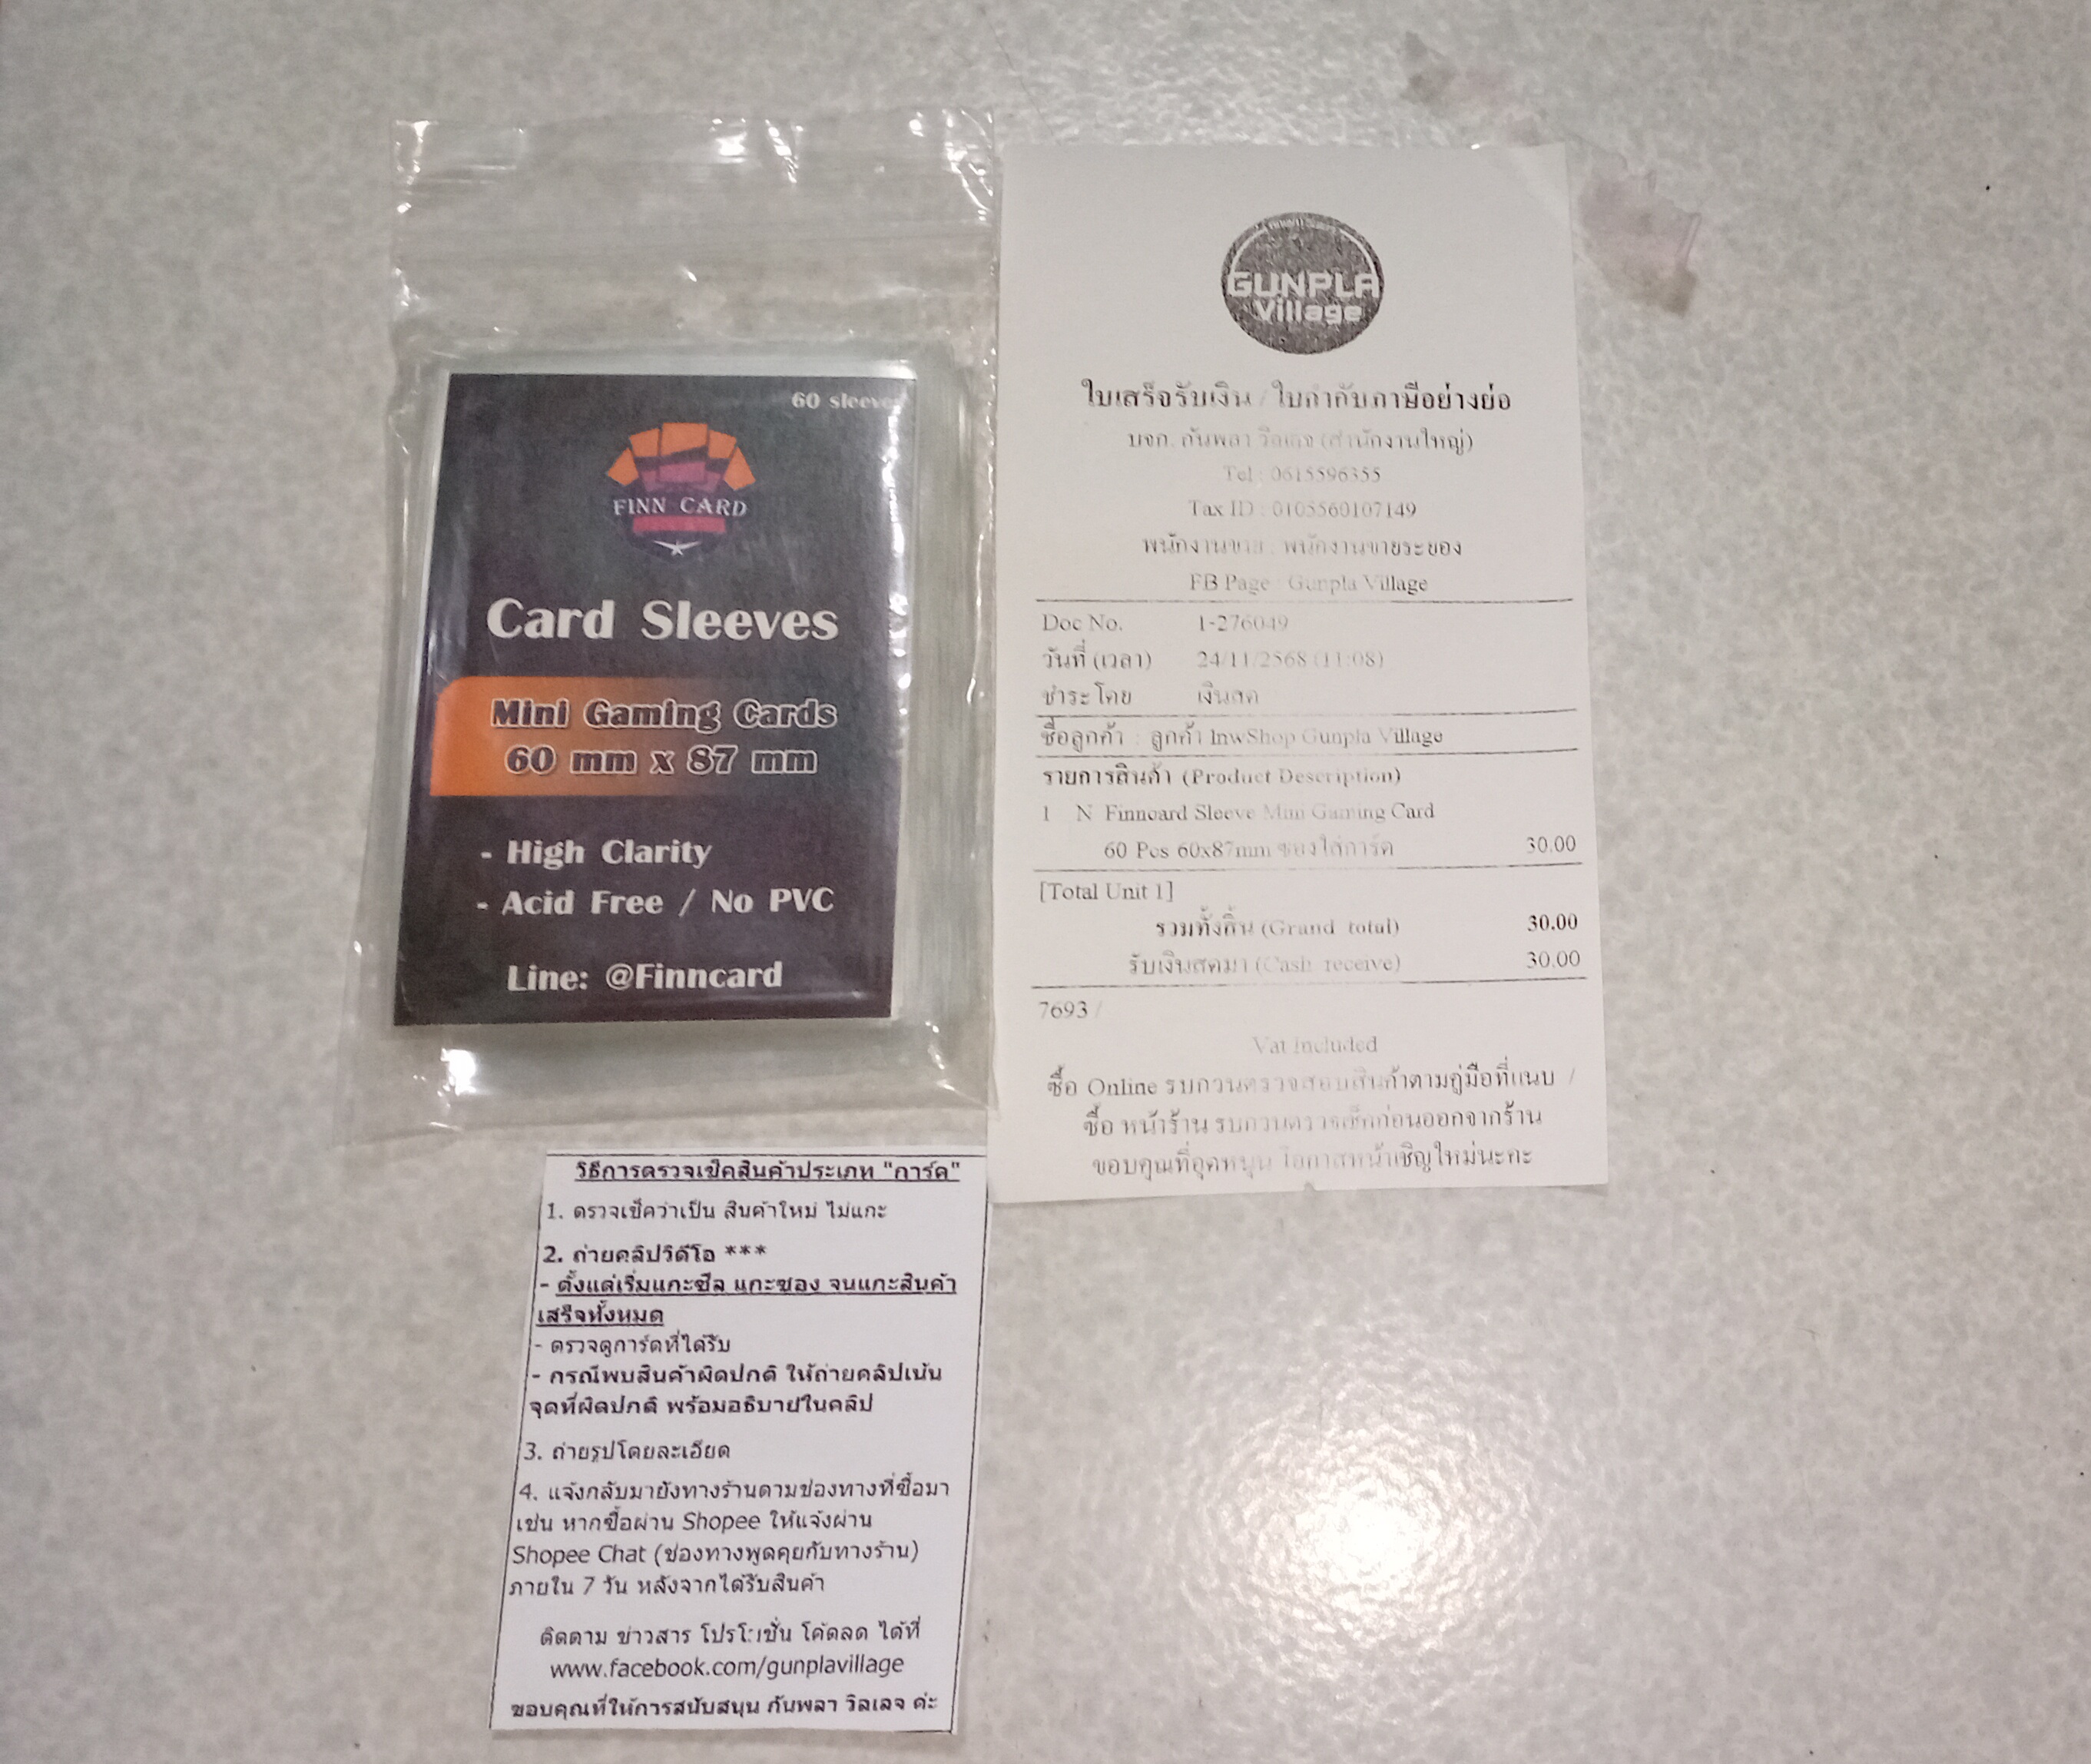 60 sleeves
FINN CARD
Card Sleeves
Mini Gaming Cards
60 mm x 87 mm
- High Clarity
- Acid Free / No PVC
Line: @Finncard
GUNPLA
Village
ใบเสร็จรับเงิน / ใบกำกับภาษีอย่างย่อ
บจก. กันพลา วิลเลจ (สำนักงานใหญ่)
Tel : 0615596355
Tax ID : 0105560107149
พนักงานขาย : พนักงานขายระยอง
FB Page : Gunpla Village
Doc No. 1-276049
วันที่ (เวลา) 24/11/2568 (11:08)
ชำระโดย เงินสด
ชื่อลูกค้า : ลูกค้า InwShop Gunpla Village
รายการสินค้า (Product Description)
1 N Finncard Sleeve Mini Gaming Card
60 Pcs 60x87mm ซองใส่การ์ด 30.00
[Total Unit 1]
รวมทั้งสิ้น (Grand total) 30.00
รับเงินสดมา (Cash receive) 30.00
7693 /
Vat Included
ซื้อ Online รบกวนตรวจสอบสินค้าตามคู่มือที่แนบ /
ซื้อ หน้าร้าน รบกวนตรวจเช็คก่อนออกจากร้าน
ขอบคุณที่อุดหนุน โอกาสหน้าเชิญใหม่นะคะ
วิธีการตรวจเช็คสินค้าประเภท "การ์ด"
1. ตรวจเช็คว่าเป็น สินค้าใหม่ ไม่แกะ
2. ถ่ายคลิปวิดีโอ ***
- ตั้งแต่เริ่มแกะซีล แกะซอง จนแกะสินค้า
เสร็จทั้งหมด
- ตรวจดูการ์ดที่ได้รับ
- กรณีพบสินค้าผิดปกติ ให้ถ่ายคลิปเน้น
จุดที่ผิดปกติ พร้อมอธิบายในคลิป
3. ถ่ายรูปโดยละเอียด
4. แจ้งกลับมายังทางร้านตามช่องทางที่ซื้อมา
เช่น หากซื้อผ่าน Shopee ให้แจ้งผ่าน
Shopee Chat (ช่องทางพูดคุยกับทางร้าน)
ภายใน 7 วัน หลังจากได้รับสินค้า
ติดตาม ข่าวสาร โปรโมชั่น โค้ดลด ได้ที่
www.facebook.com/gunplavillage
ขอบคุณที่ให้การสนับสนุน กันพลา วิลเลจ ค่ะ